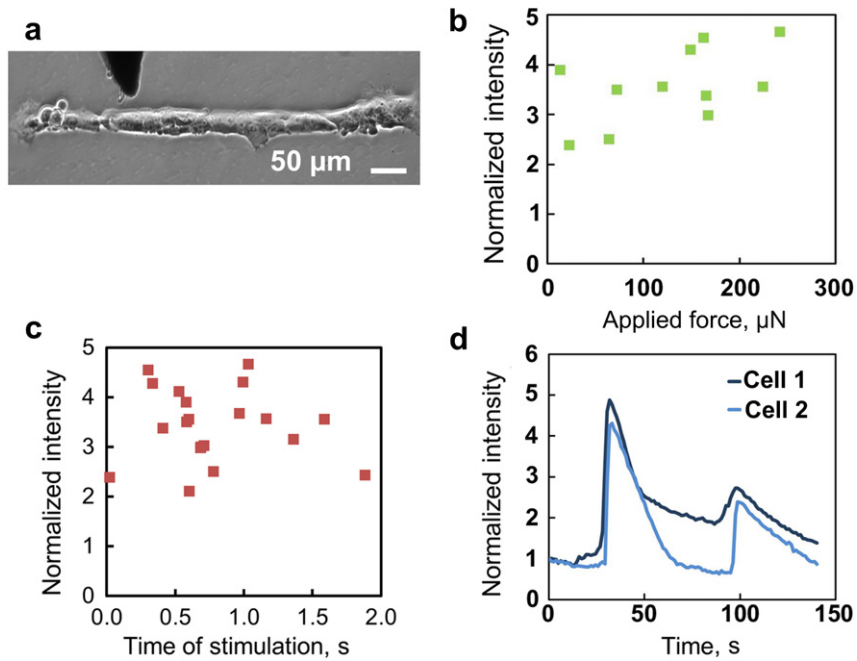 a
50 µm
b
Normalized intensity
5
4
3
2
1
0
0 100 200 300
Applied force, µN
c
Normalized intensity
5
4
3
2
1
0
0.0 0.5 1.0 1.5 2.0
Time of stimulation, s
d
Normalized intensity
6
5
4
3
2
1
0
Cell 1
Cell 2
0 50 100 150
Time, s